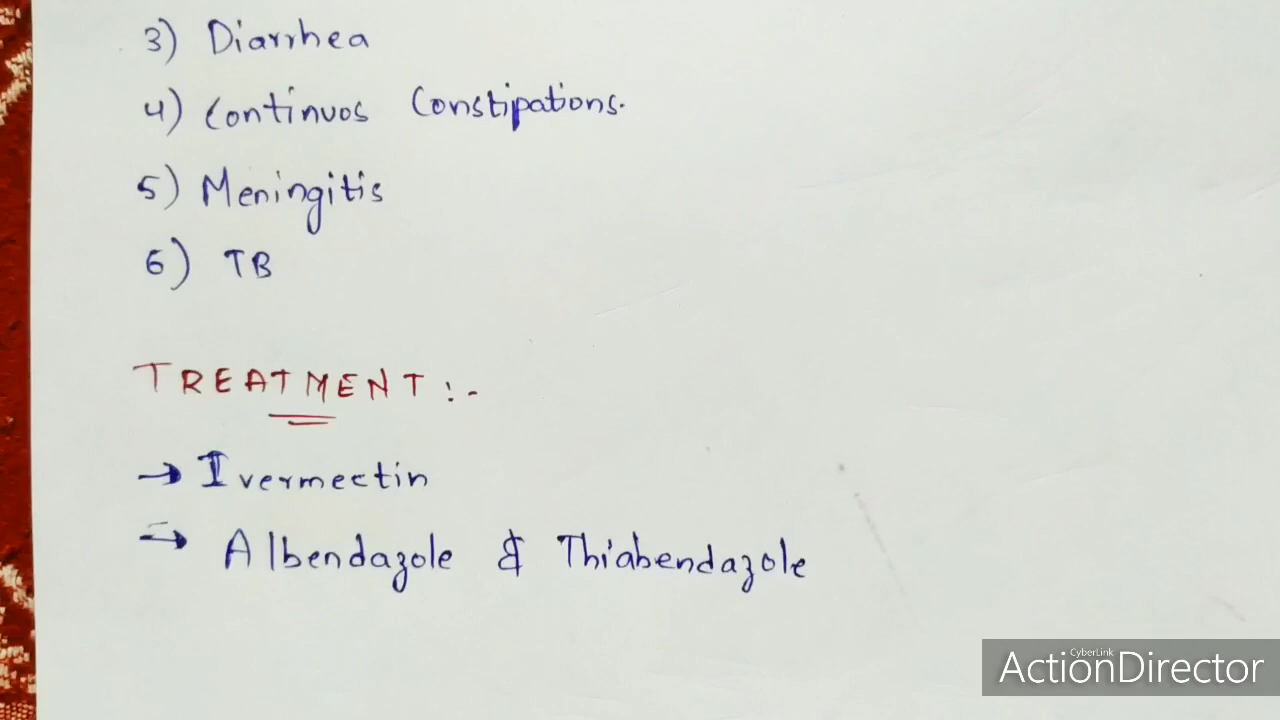 3) Diarrhea
4) Continuos Constipations.
5) Meningitis
6) TB
TREATMENT :-
→ Ivermectin
→ Albendazole & Thiabendazole
CyberLink
ActionDirector